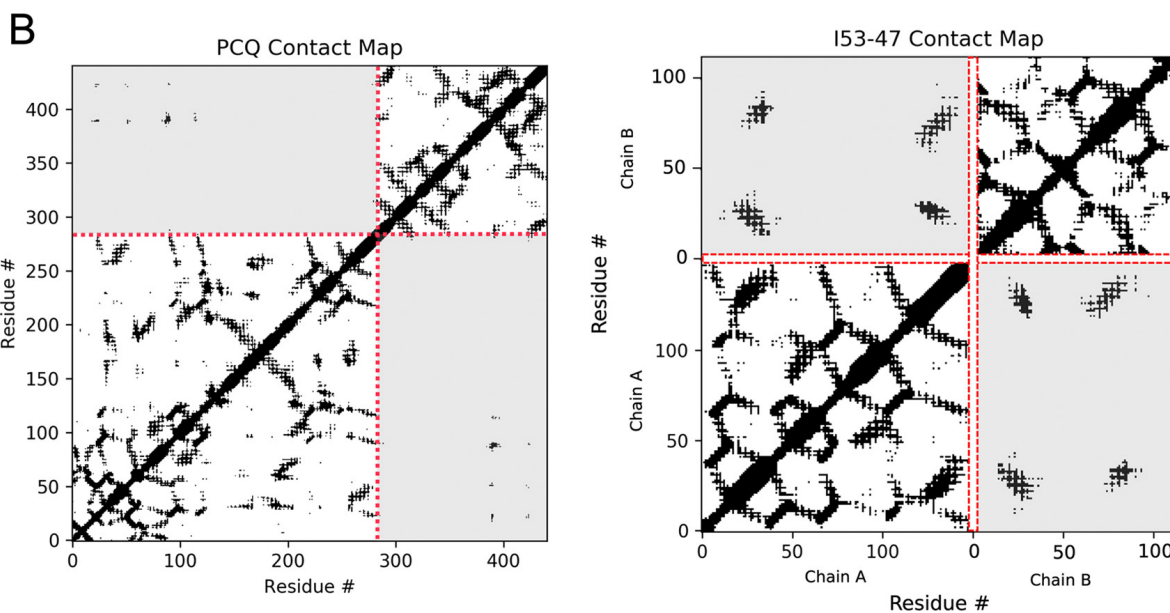 B
PCQ Contact Map
400
350
300
250
200
150
100
50
0
0 100 200 300 400
Residue #
Residue #
I53-47 Contact Map
100
50
0
100
50
0
Chain B
Chain A
Residue #
0 50 100 0 50 100
Chain A Chain B
Residue #